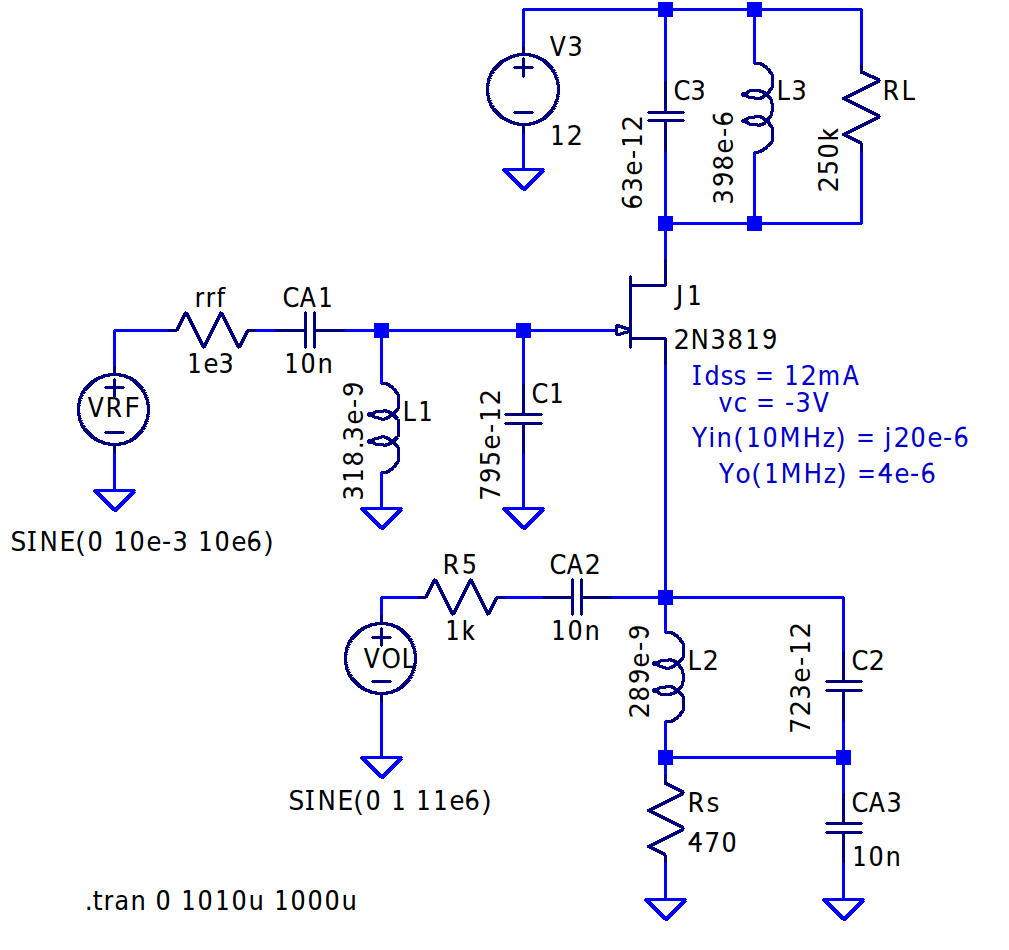 V3
12
C3
63e-12
L3
398e-6
RL
250k
rrf
1e3
CA1
10n
J1
2N3819
Idss = 12mA
vc = -3V
Yin(10MHz) = j20e-6
Yo(1MHz) =4e-6
VRF
SINE(0 10e-3 10e6)
L1
318.3e-9
C1
795e-12
R5
1k
CA2
10n
VOL
SINE(0 1 11e6)
L2
289e-9
C2
723e-12
Rs
470
CA3
10n
.tran 0 1010u 1000u